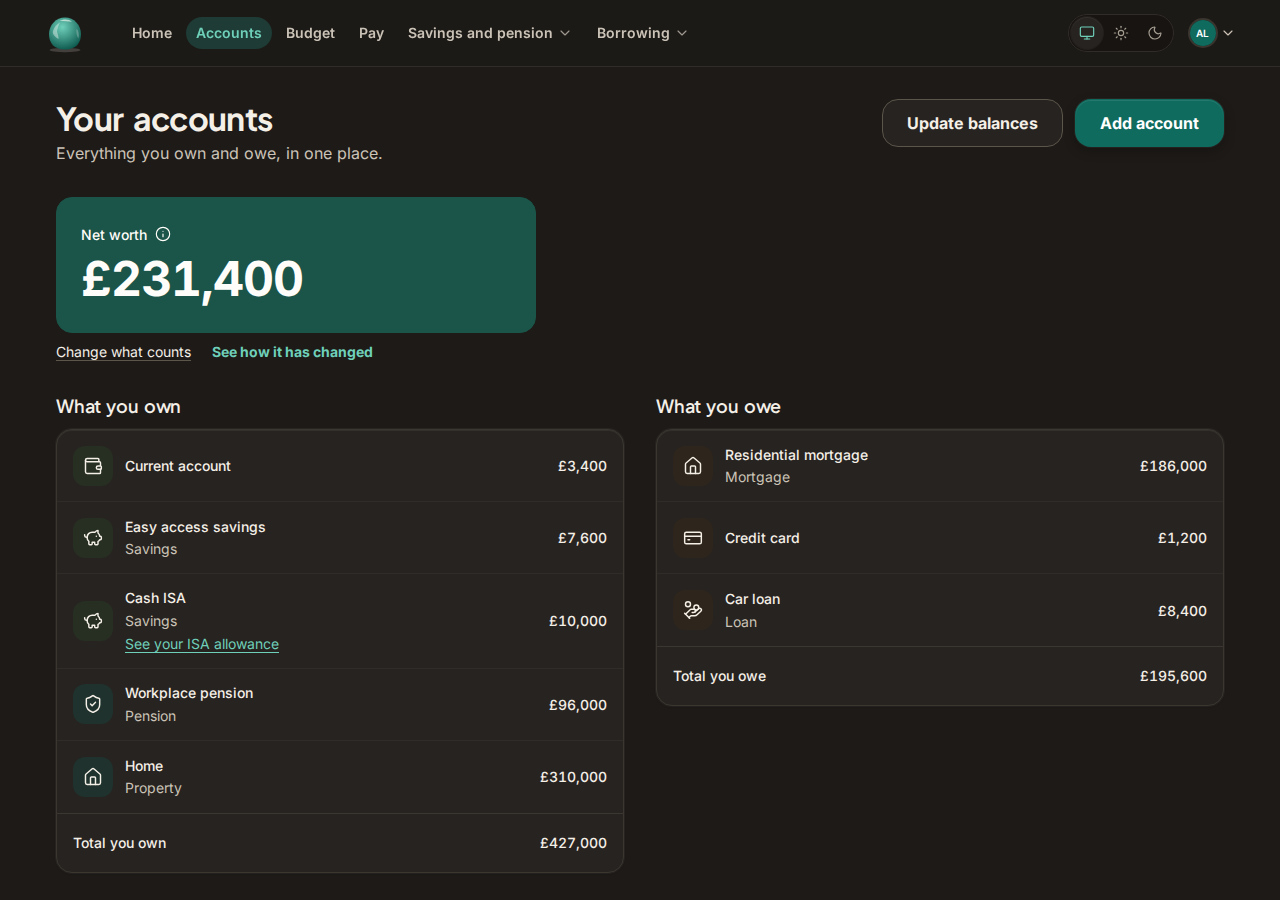 Home Accounts Budget Pay Savings and pension Borrowing AL
Your accounts
Everything you own and owe, in one place.
Update balances Add account
Net worth
£231,400
Change what counts See how it has changed
What you own
Current account £3,400
Easy access savings
Savings
£7,600
Cash ISA
Savings
See your ISA allowance
£10,000
Workplace pension
Pension
£96,000
Home
Property
£310,000
Total you own £427,000
What you owe
Residential mortgage
Mortgage
£186,000
Credit card £1,200
Car loan
Loan
£8,400
Total you owe £195,600